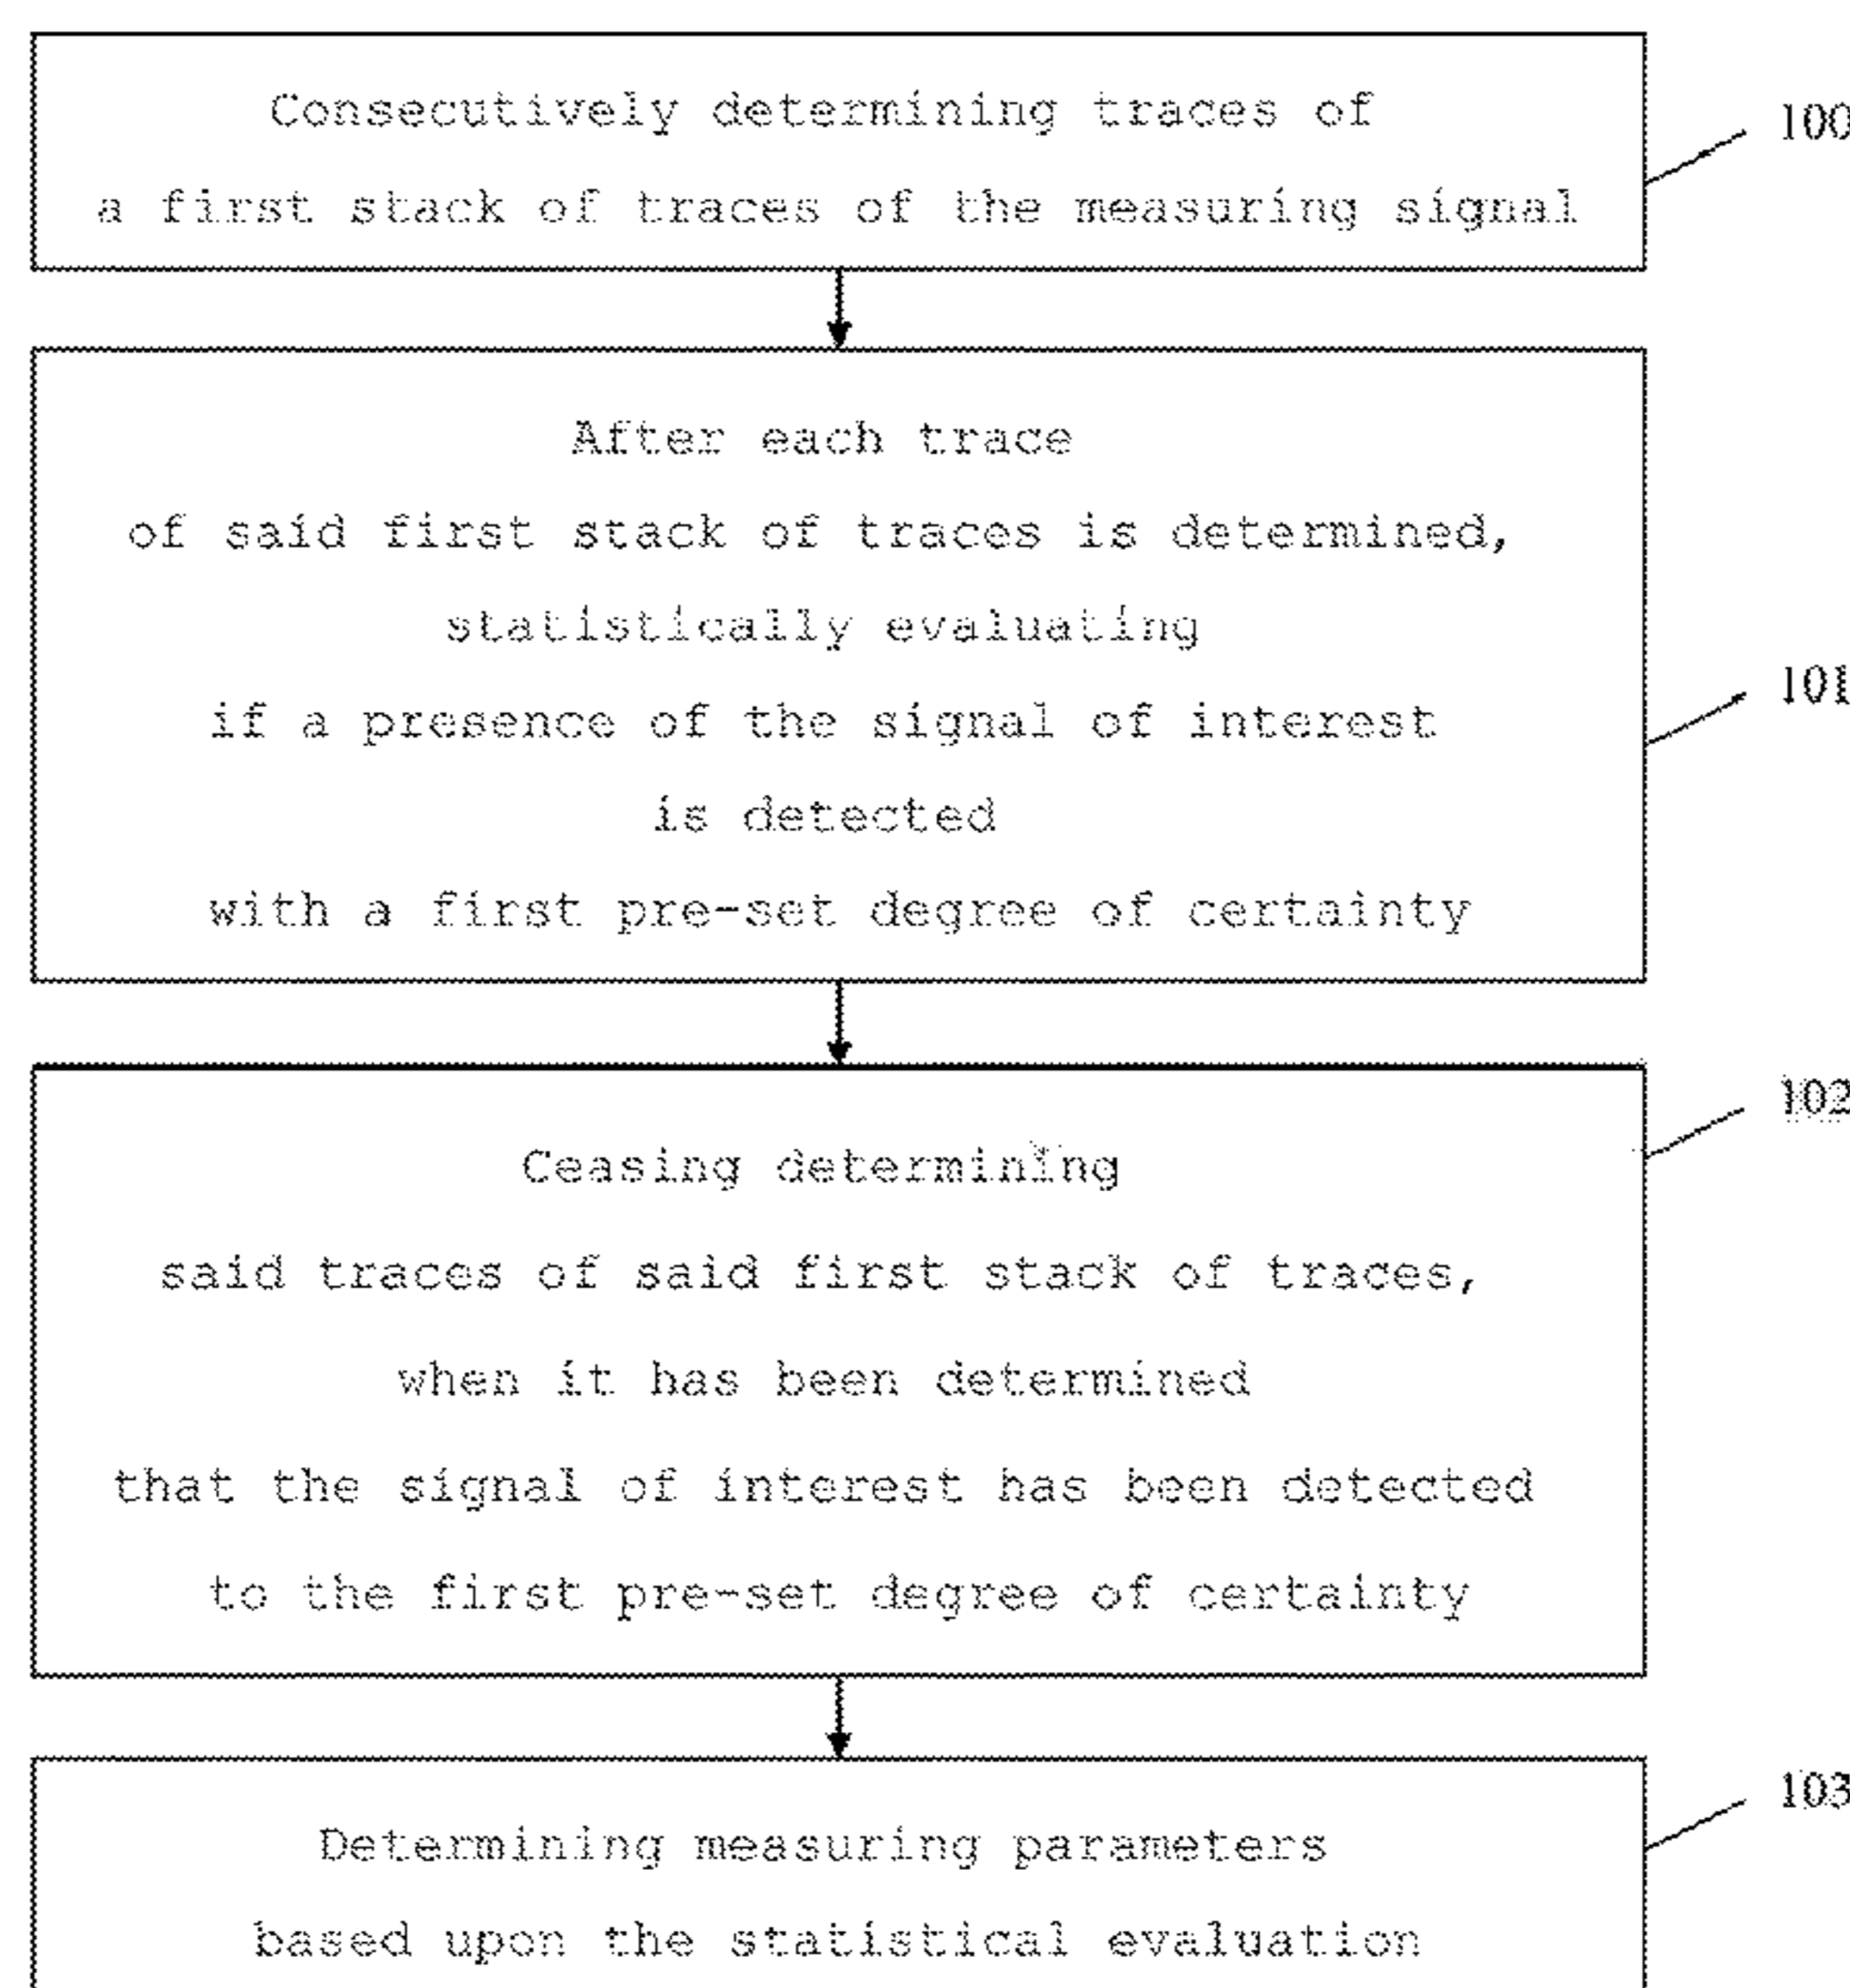 Consecutively determining traces of
a first stack of traces of the measuring signal
100
After each trace
of said first stack of traces is determined,
statistically evaluating
if a presence of the signal of interest
is detected
with a first pre-set degree of certainty
101
Ceasing determining
said traces of said first stack of traces,
when it has been determined
that the signal of interest has been detected
to the first pre-set degree of certainty
102
Determining measuring parameters
based upon the statistical evaluation
103